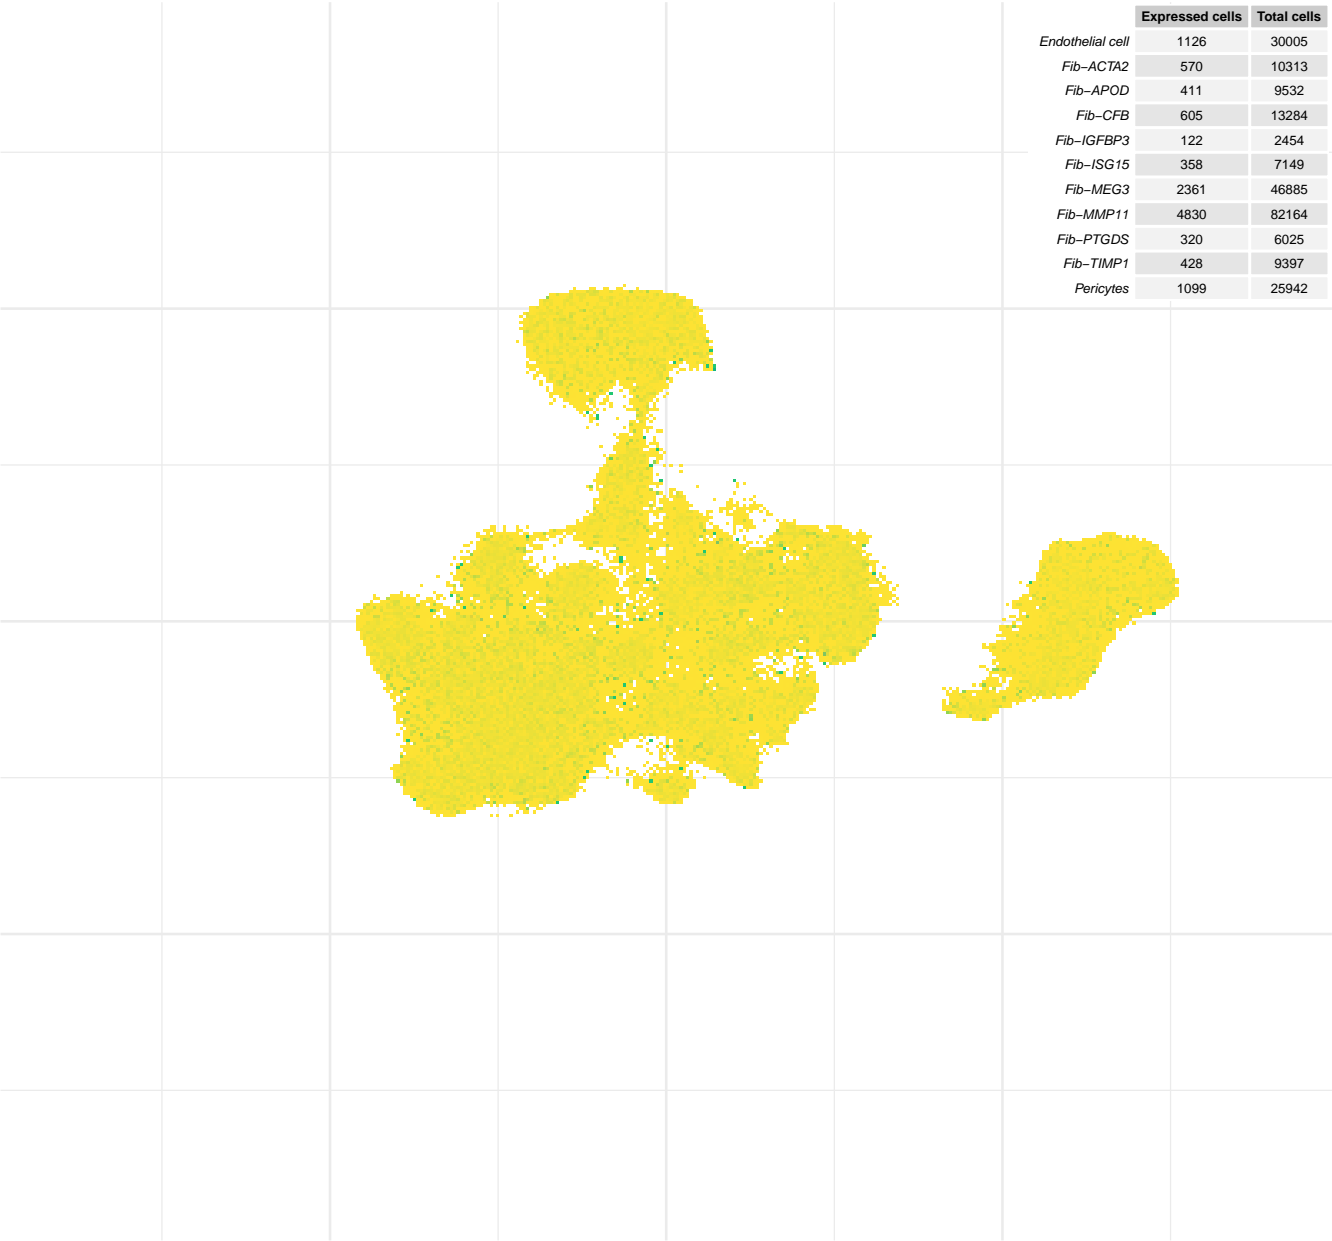 Expressed cells Total cells
Endothelial cell 1126 30005
Fib−ACTA2 570 10313
Fib−APOD 411 9532
Fib−CFB 605 13284
Fib−IGFBP3 122 2454
Fib−ISG15 358 7149
Fib−MEG3 2361 46885
Fib−MMP11 4830 82164
Fib−PTGDS 320 6025
Fib−TIMP1 428 9397
Pericytes 1099 25942